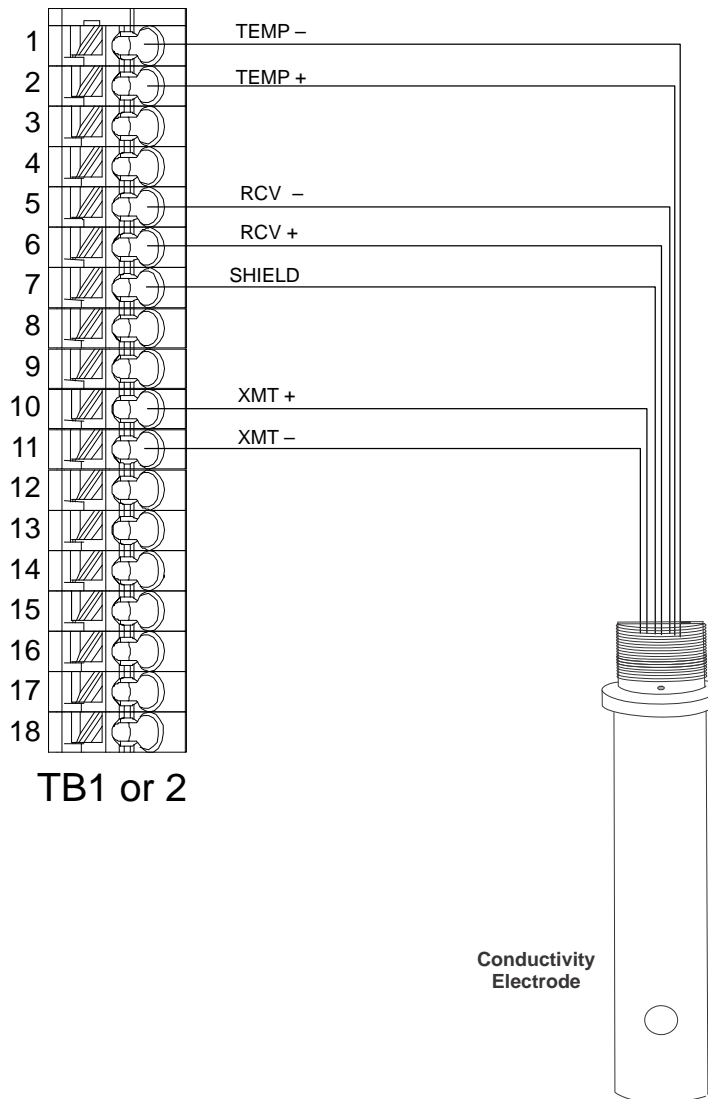 1 TEMP –
2 TEMP +
3
4
5 RCV –
6 RCV +
7 SHIELD
8
9
10 XMT +
11 XMT –
12
13
14
15
16
17
18
TB1 or 2
Conductivity
Electrode